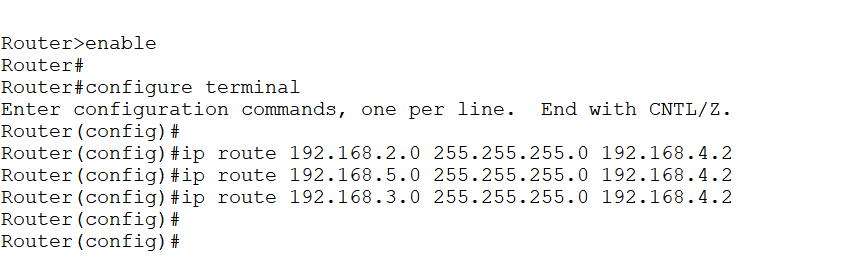 Router>enable
Router#
Router#configure terminal
Enter configuration commands, one per line.  End with CNTL/Z.
Router(config)#
Router(config)#ip route 192.168.2.0 255.255.255.0 192.168.4.2
Router(config)#ip route 192.168.5.0 255.255.255.0 192.168.4.2
Router(config)#ip route 192.168.3.0 255.255.255.0 192.168.4.2
Router(config)#
Router(config)#